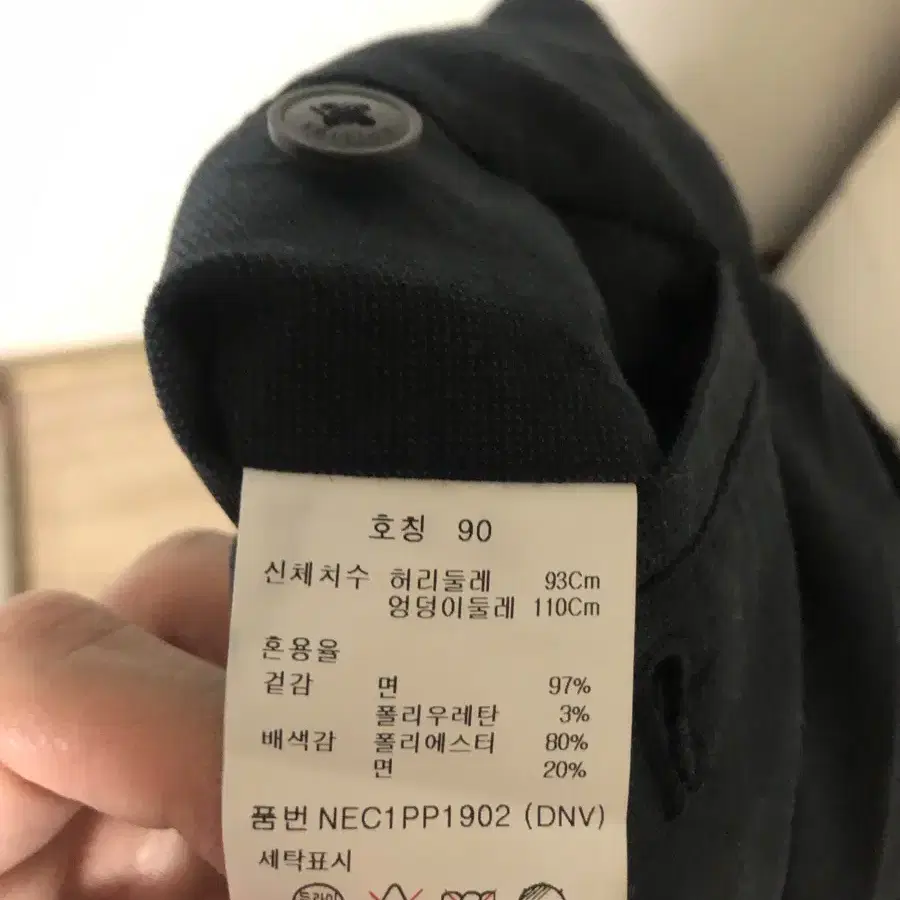 호칭 90
신체치수 허리둘레 93Cm
엉덩이둘레 110Cm
혼용율
겉감 면 97%
폴리우레탄 3%
배색감 폴리에스터 80%
면 20%
품번 NEC1PP1902 (DNV)
세탁표시